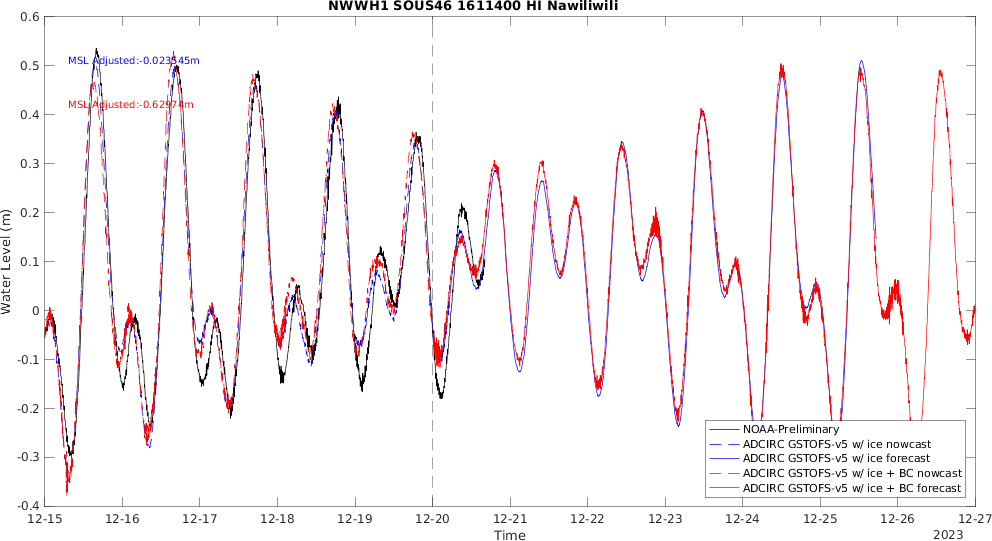 NWWH1 SOUS46 1611400 HI Nawiliwili
0.6
0.5
0.4
0.3
0.2
0.1
0
-0.1
-0.2
-0.3
-0.4
Water Level (m)
MSL Adjusted:-0.023545m
MSL Adjusted:-0.62974m
NOAA-Preliminary
ADCIRC GSTOFS-v5 w/ ice nowcast
ADCIRC GSTOFS-v5 w/ ice forecast
ADCIRC GSTOFS-v5 w/ ice + BC nowcast
ADCIRC GSTOFS-v5 w/ ice + BC forecast
12-15 12-16 12-17 12-18 12-19 12-20 12-21 12-22 12-23 12-24 12-25 12-26 12-27
Time
2023